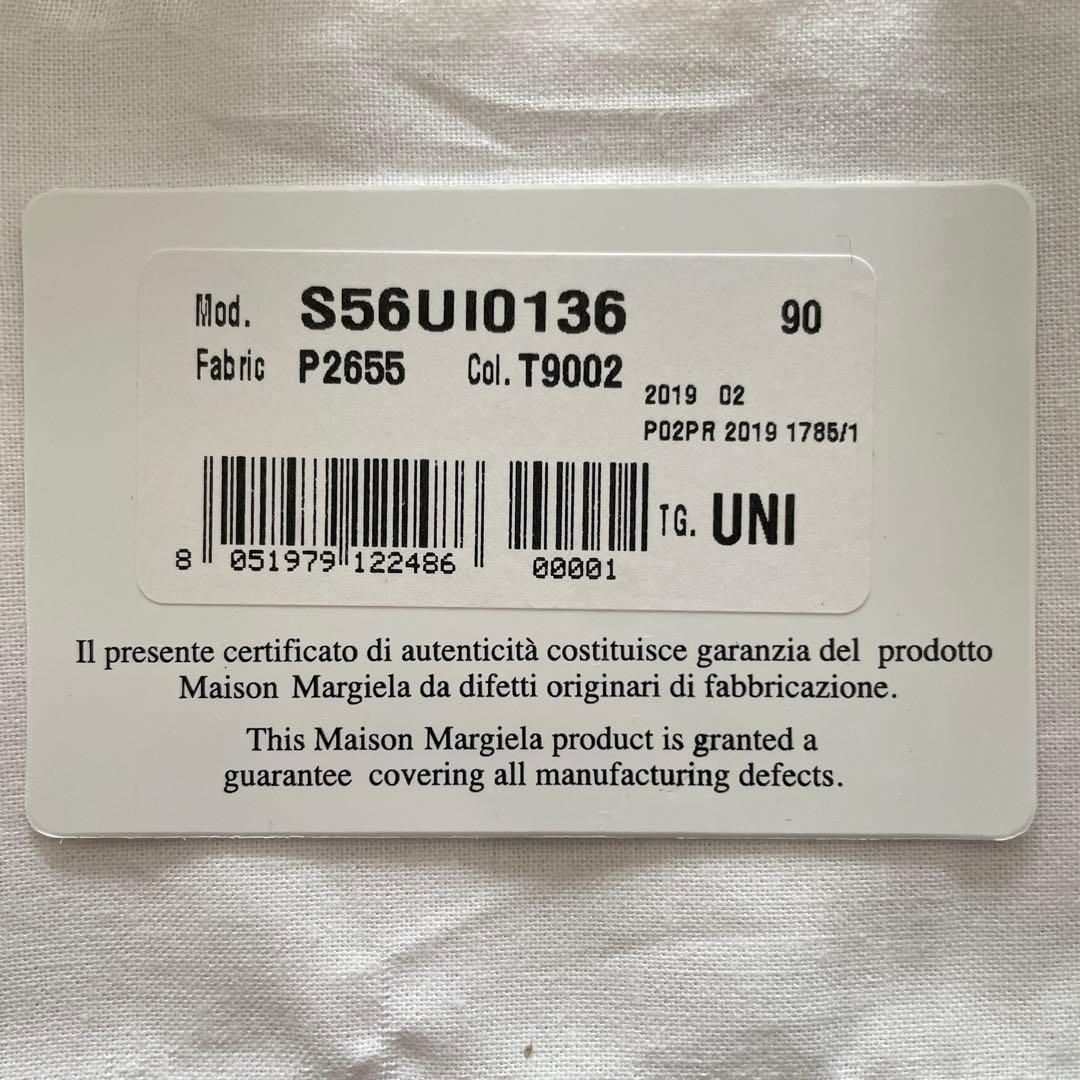 Mod. S56UI0136 90
Fabric P2655 Col. T9002
2019 02
P02PR 2019 1785/1
TG. UNI
8 051979 122486 00001
Il presente certificato di autenticità costituisce garanzia del prodotto
Maison Margiela da difetti originari di fabbricazione.
This Maison Margiela product is granted a
guarantee covering all manufacturing defects.